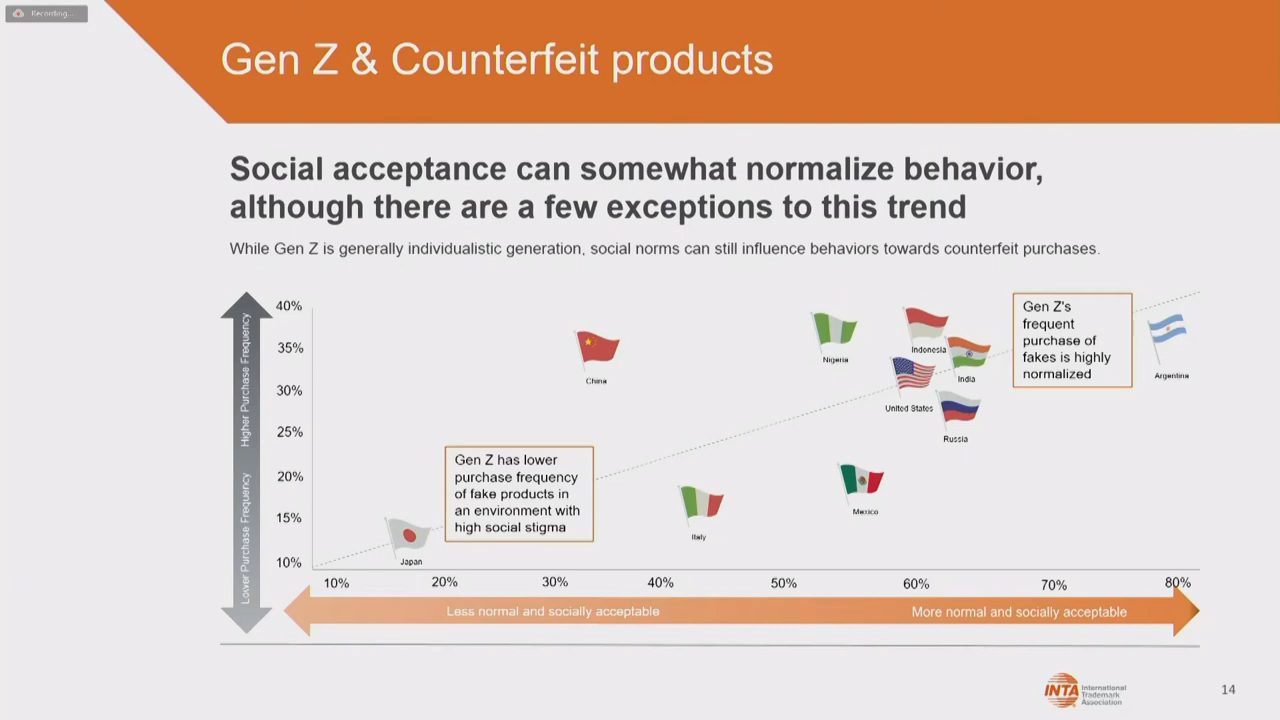 Recording...
Gen Z & Counterfeit products
Social acceptance can somewhat normalize behavior,
although there are a few exceptions to this trend
While Gen Z is generally individualistic generation, social norms can still influence behaviors towards counterfeit purchases.
Higher Purchase Frequency
Lower Purchase Frequency
40%
35%
30%
25%
20%
15%
10%
China
Nigeria
Indonesia
India
United States
Russia
Argentina
Mexico
Italy
Japan
Gen Z's
frequent
purchase of
fakes is highly
normalized
Gen Z has lower
purchase frequency
of fake products in
an environment with
high social stigma
10% 20% 30% 40% 50% 60% 70% 80%
Less normal and socially acceptable
More normal and socially acceptable
INTA
International
Trademark
Association
14